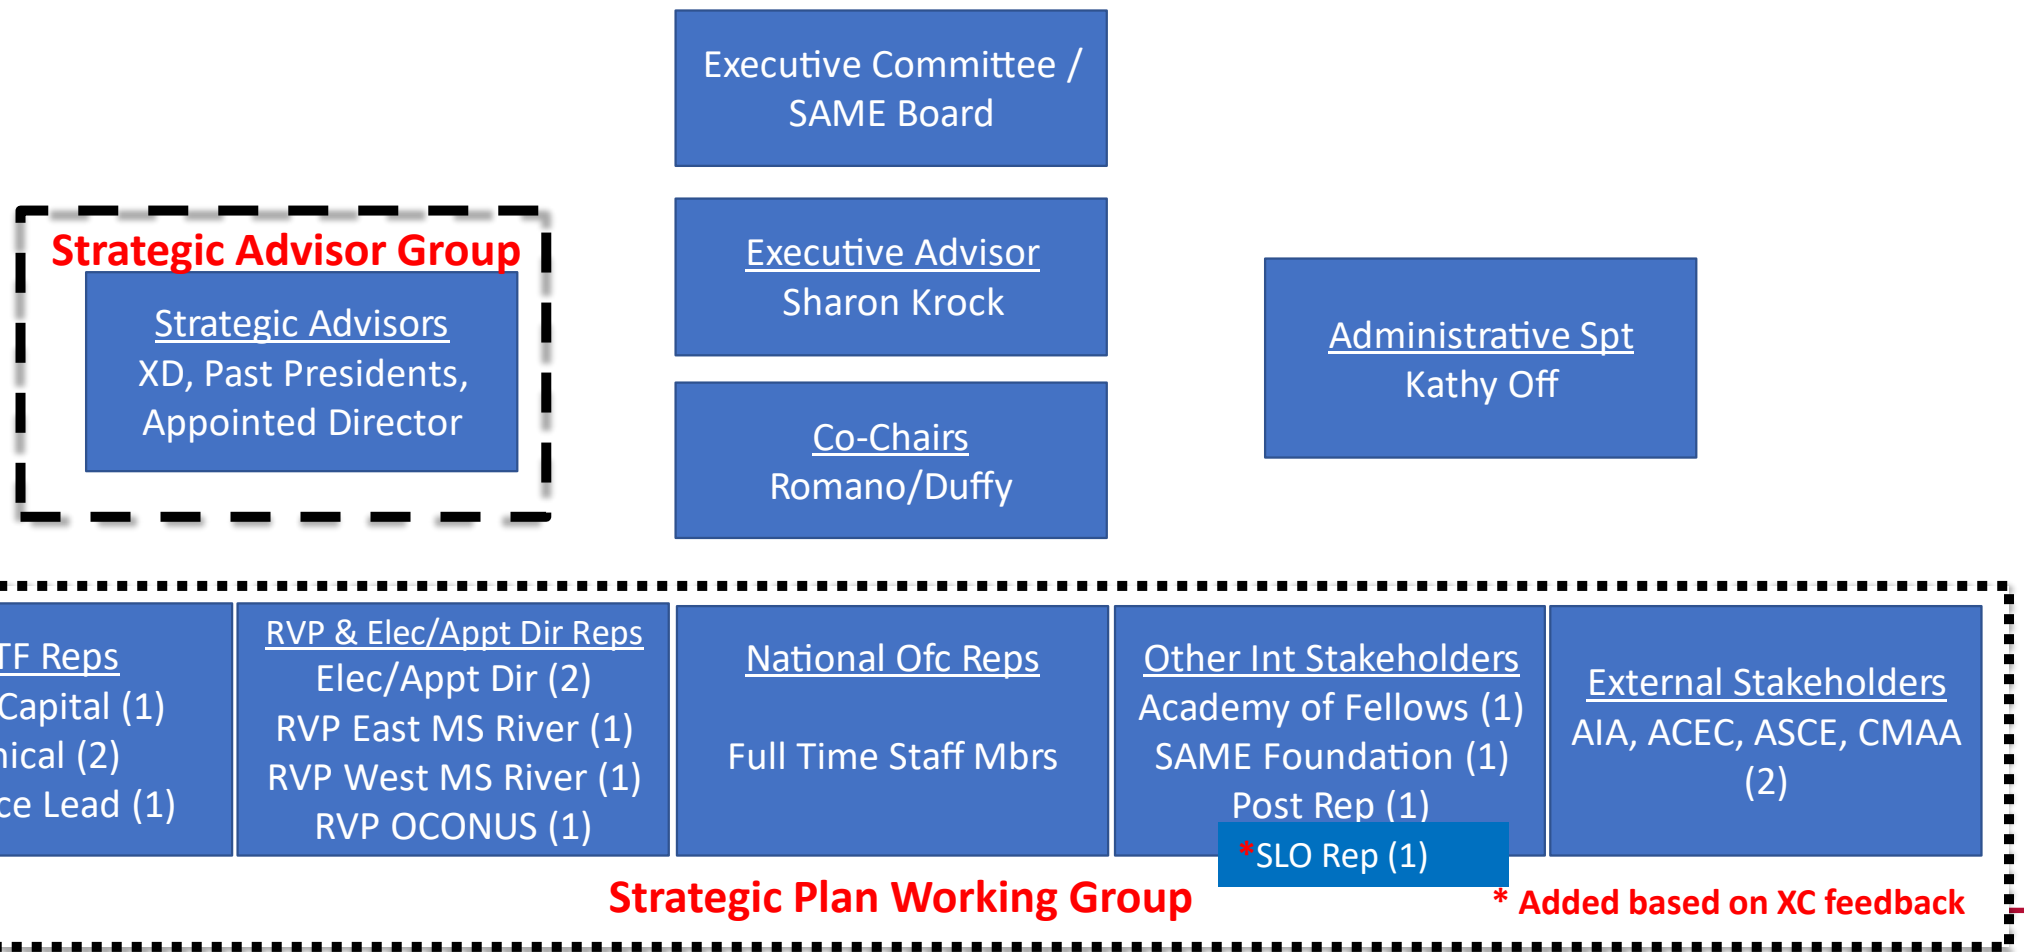 Executive Committee /
SAME Board
Strategic Advisor Group
Strategic Advisors
XD, Past Presidents,
Appointed Director
Executive Advisor
Sharon Krock
Co-Chairs
Romano/Duffy
Administrative Spt
Kathy Off
Reps
Capital (1)
(2)
Lead (1)
RVP & Elec/Appt Dir Reps
Elec/Appt Dir (2)
RVP East MS River (1)
RVP West MS River (1)
RVP OCONUS (1)
National Ofc Reps
Full Time Staff Mbrs
Other Int Stakeholders
Academy of Fellows (1)
SAME Foundation (1)
Post Rep (1)
*SLO Rep (1)
External Stakeholders
AIA, ACEC, ASCE, CMAA
(2)
Strategic Plan Working Group
* Added based on XC feedback